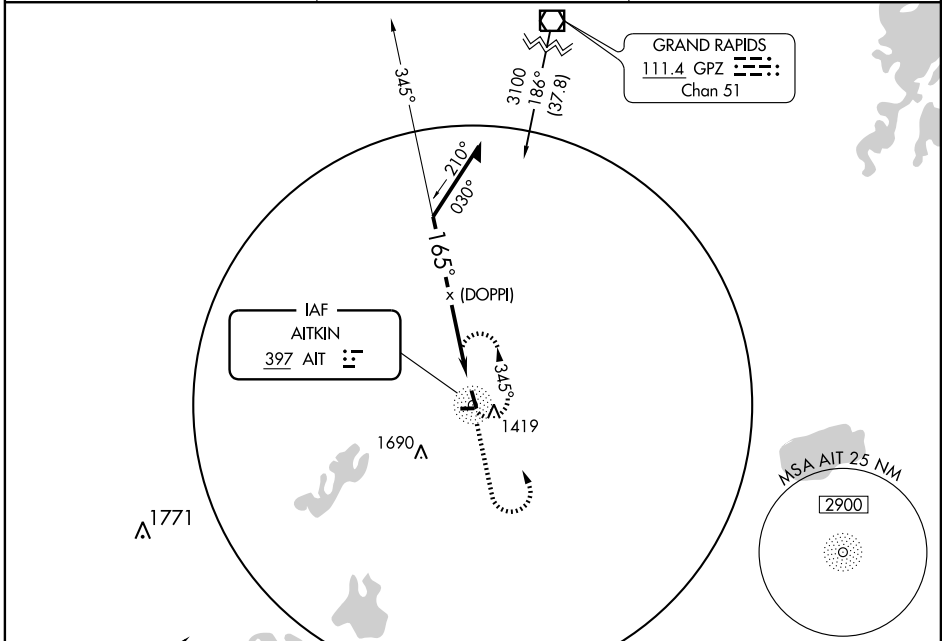 GRAND RAPIDS
111.4 GPZ
Chan 51
3100
186°
(37.8)
345°
210°
030°
165°
x (DOPPI)
IAF
AITKIN
397 AIT
345°
1419
1690
1771
MSA AIT 25 NM
2900